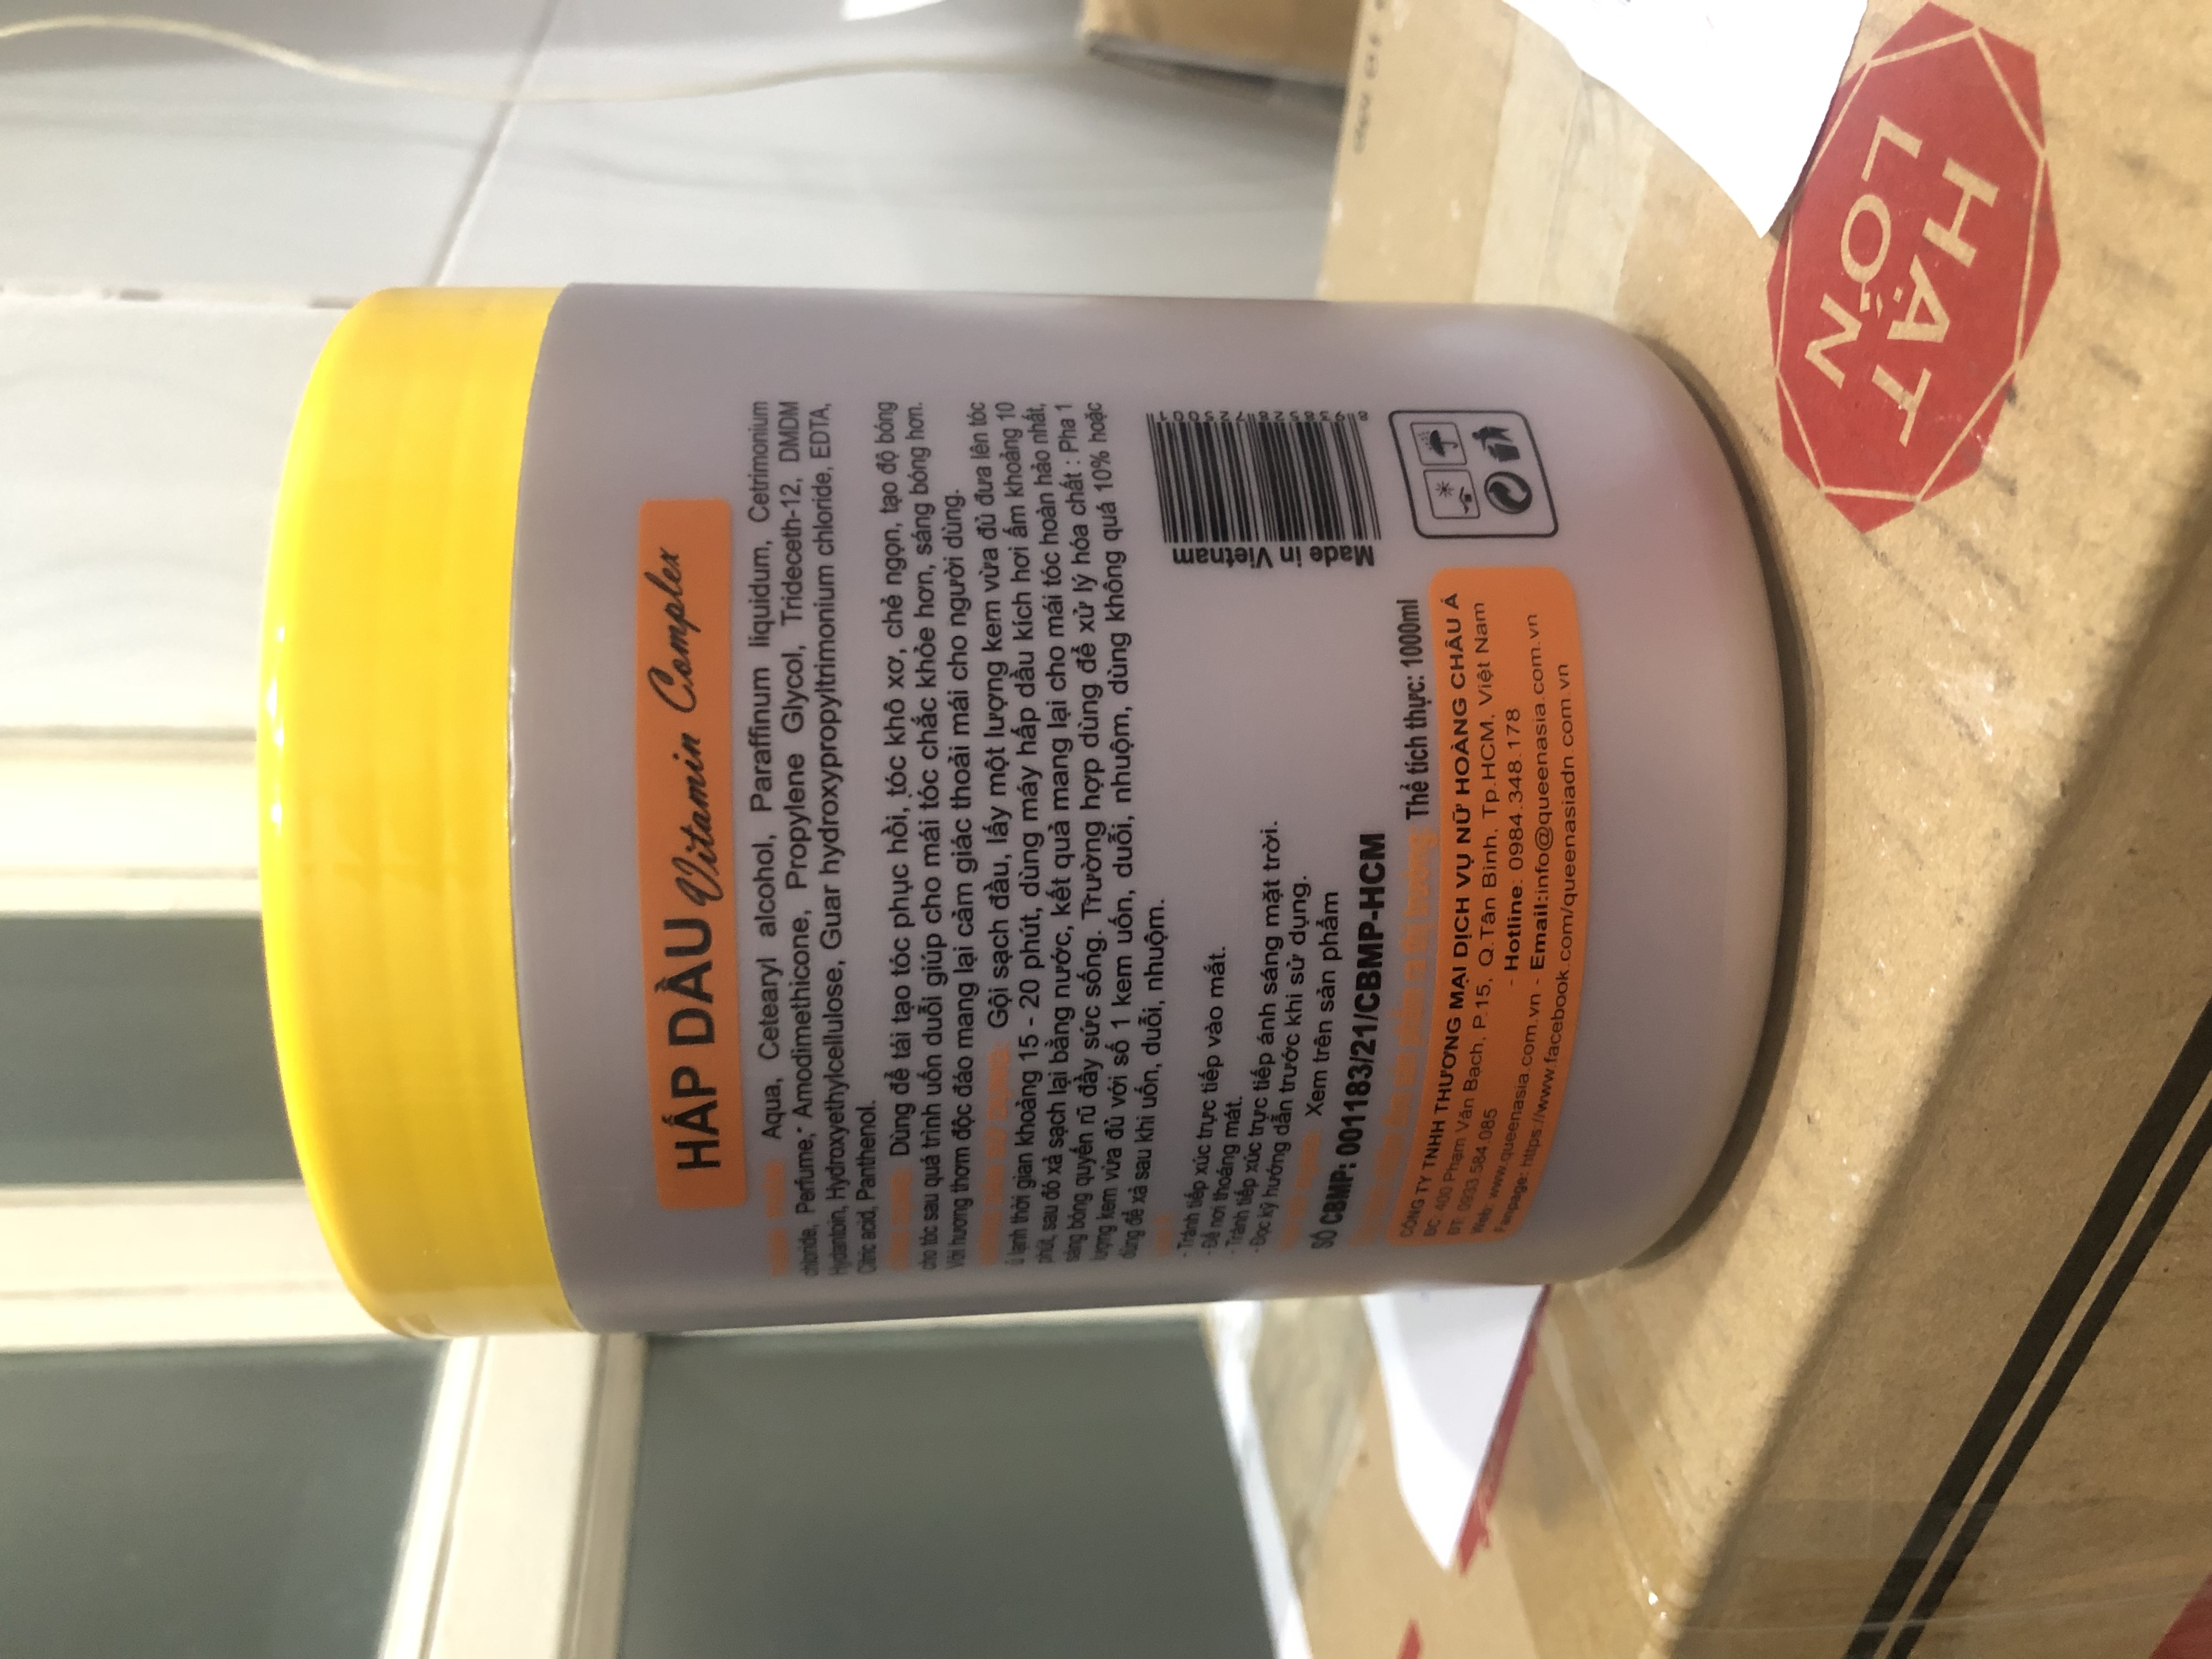 HẤP DẦU Vitamin Complex
Aqua, Cetearyl alcohol, Paraffinum liquidum, Cetrimonium
chloride, Perfume, Amodimethicone, Propylene Glycol, Trideceth-12, DMDM
Hydantoin, Hydroxyethylcellulose, Guar hydroxypropyltrimonium chloride, EDTA,
Citric acid, Panthenol.
Dùng để tái tạo tóc phục hồi, tóc khô xơ, chẻ ngọn, tạo độ bóng
cho tóc sau quá trình uốn duỗi giúp cho mái tóc chắc khỏe hơn, sáng bóng hơn.
Với hương thơm độc đáo mang lại cảm giác thoải mái cho người dùng.
Gội sạch đầu, lấy một lượng kem vừa đủ đưa lên tóc
ủ lạnh thời gian khoảng 15 - 20 phút, dùng máy hấp dầu kích hơi ấm khoảng 10
phút, sau đó xả sạch lại bằng nước, kết quả mang lại cho mái tóc hoàn hảo nhất,
sáng bóng quyến rũ đầy sức sống. Trường hợp dùng để xử lý hóa chất : Pha 1
lượng kem vừa đủ với số 1 kem uốn, duỗi, nhuộm, dùng không quá 10% hoặc
dùng để xả sau khi uốn, duỗi, nhuộm.
- Tránh tiếp xúc trực tiếp vào mắt.
- Để nơi thoáng mát.
- Tránh tiếp xúc trực tiếp ánh sáng mặt trời.
- Đọc kỹ hướng dẫn trước khi sử dụng.
Xem trên sản phẩm
SỐ CBMP: 001183/21/CBMP-HCM
Thể tích thực: 1000ml
CÔNG TY TNHH THƯƠNG MẠI DỊCH VỤ NỮ HOÀNG CHÂU Á
ĐC: 400 Phạm Văn Bạch, P.15, Q.Tân Bình, Tp.HCM, Việt Nam
ĐT: 0933.584.085 - Hotline: 0984.348.178
Web: www.queenasia.com.vn - Email:info@queenasia.com.vn
Fanpage: https://www.facebook.com/queenasiadn.com.vn
Made in Vietnam
HẠT
LỌN